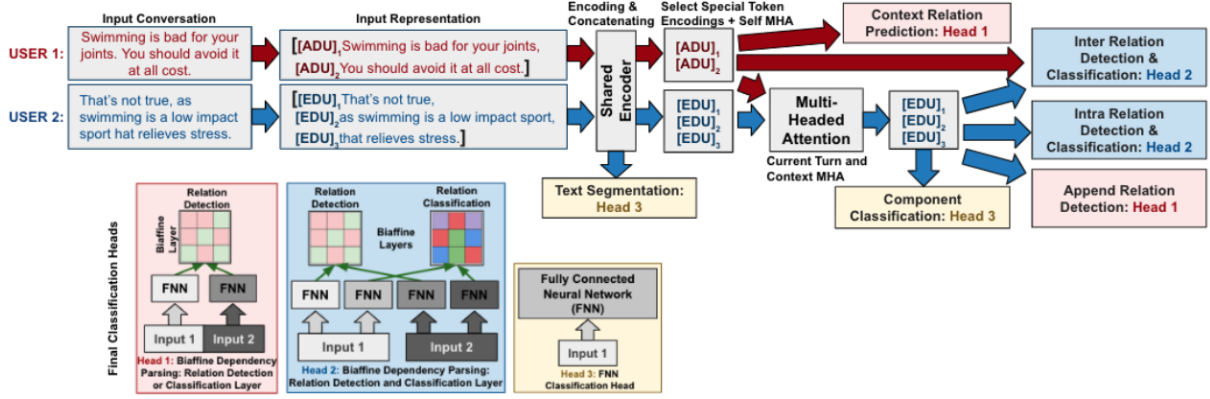 Input Conversation
Input Representation
Encoding &
Concatenating
Select Special Token
Encodings + Self MHA
USER 1:
Swimming is bad for your
joints. You should avoid it
at all cost.
[[ADU]1Swimming is bad for your joints,
[ADU]2You should avoid it at all cost.]
Shared
Encoder
[ADU]1
[ADU]2
Context Relation
Prediction: Head 1
Inter Relation
Detection &
Classification: Head 2
USER 2:
That's not true, as
swimming is a low impact
sport hat relieves stress.
[[EDU]1That's not true,
[EDU]2as swimming is a low impact sport,
[EDU]3that relieves stress.]
[EDU]1
[EDU]2
[EDU]3
Multi-
Headed
Attention
Current Turn and
Context MHA
[EDU]1
[EDU]2
[EDU]3
Intra Relation
Detection &
Classification: Head 2
Text Segmentation:
Head 3
Component
Classification: Head 3
Append Relation
Detection: Head 1
Final Classification Heads
Relation
Detection
Biaffine
Layer
FNN
FNN
Input 1
Input 2
Head 1: Biaffine Dependency
Parsing: Relation Detection
or Classification Layer
Relation
Detection
Relation
Classification
Biaffine
Layers
FNN
FNN
FNN
FNN
Input 1
Input 2
Head 2: Biaffine Dependency Parsing:
Relation Detection and Classification Layer
Fully Connected
Neural Network
(FNN)
Input 1
Head 3: FNN
Classification Head